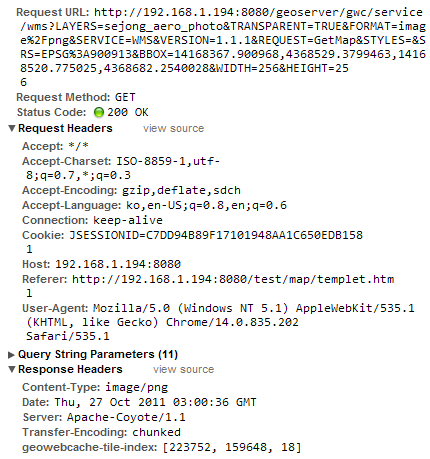 Request URL: http://192.168.1.194:8080/geoserver/gwc/service
/wms?LAYERS=sejong_aero_photo&TRANSPARENT=TRUE&FORMAT=imag
e%2Fpng&SERVICE=WMS&VERSION=1.1.1&REQUEST=GetMap&STYLES=&S
RS=EPSG%3A900913&BBOX=14168367.900968,4368529.3799463,1416
8520.775025,4368682.2540028&WIDTH=256&HEIGHT=25
6
Request Method: GET
Status Code: 200 OK
Request Headers view source
Accept: */*
Accept-Charset: ISO-8859-1,utf-
8;q=0.7,*;q=0.3
Accept-Encoding: gzip,deflate,sdch
Accept-Language: ko,en-US;q=0.8,en;q=0.6
Connection: keep-alive
Cookie: JSESSIONID=C7DD94B89F17101948AA1C650EDB158
1
Host: 192.168.1.194:8080
Referer: http://192.168.1.194:8080/test/map/templet.htm
l
User-Agent: Mozilla/5.0 (Windows NT 5.1) AppleWebKit/535.1
(KHTML, like Gecko) Chrome/14.0.835.202
Safari/535.1
Query String Parameters (11)
Response Headers view source
Content-Type: image/png
Date: Thu, 27 Oct 2011 03:00:36 GMT
Server: Apache-Coyote/1.1
Transfer-Encoding: chunked
geowebcache-tile-index: [223752, 159648, 18]